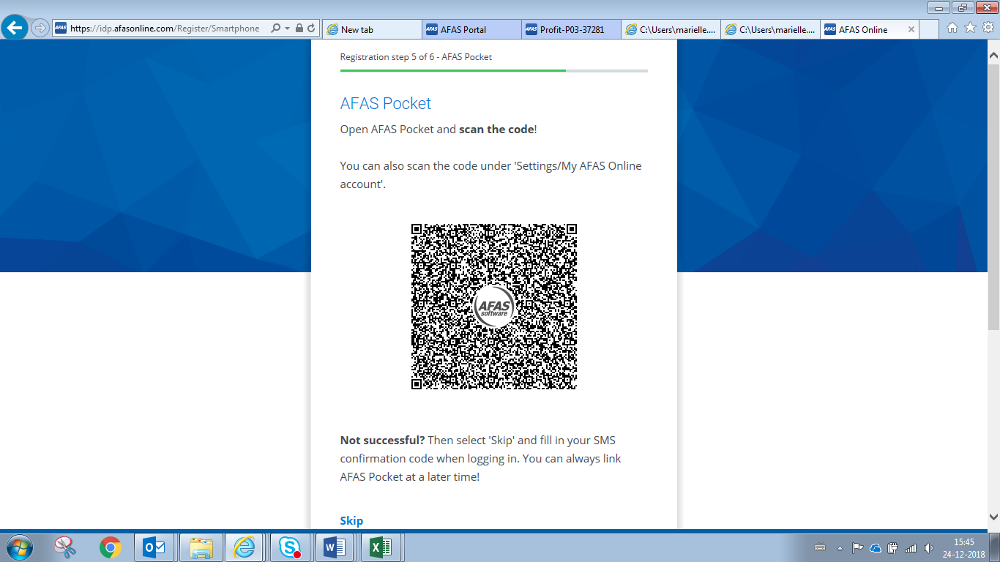 https://idp.afasonline.com/Register/Smartphone
New tab
AFAS Portal
Profit-P03-37281
C:\Users\marielle....
C:\Users\marielle....
AFAS Online
Registration step 5 of 6 - AFAS Pocket
AFAS Pocket
Open AFAS Pocket and scan the code!
You can also scan the code under 'Settings/My AFAS Online
account'.
AFAS
software
Not successful? Then select 'Skip' and fill in your SMS
confirmation code when logging in. You can always link
AFAS Pocket at a later time!
Skip
15:45
24-12-2018